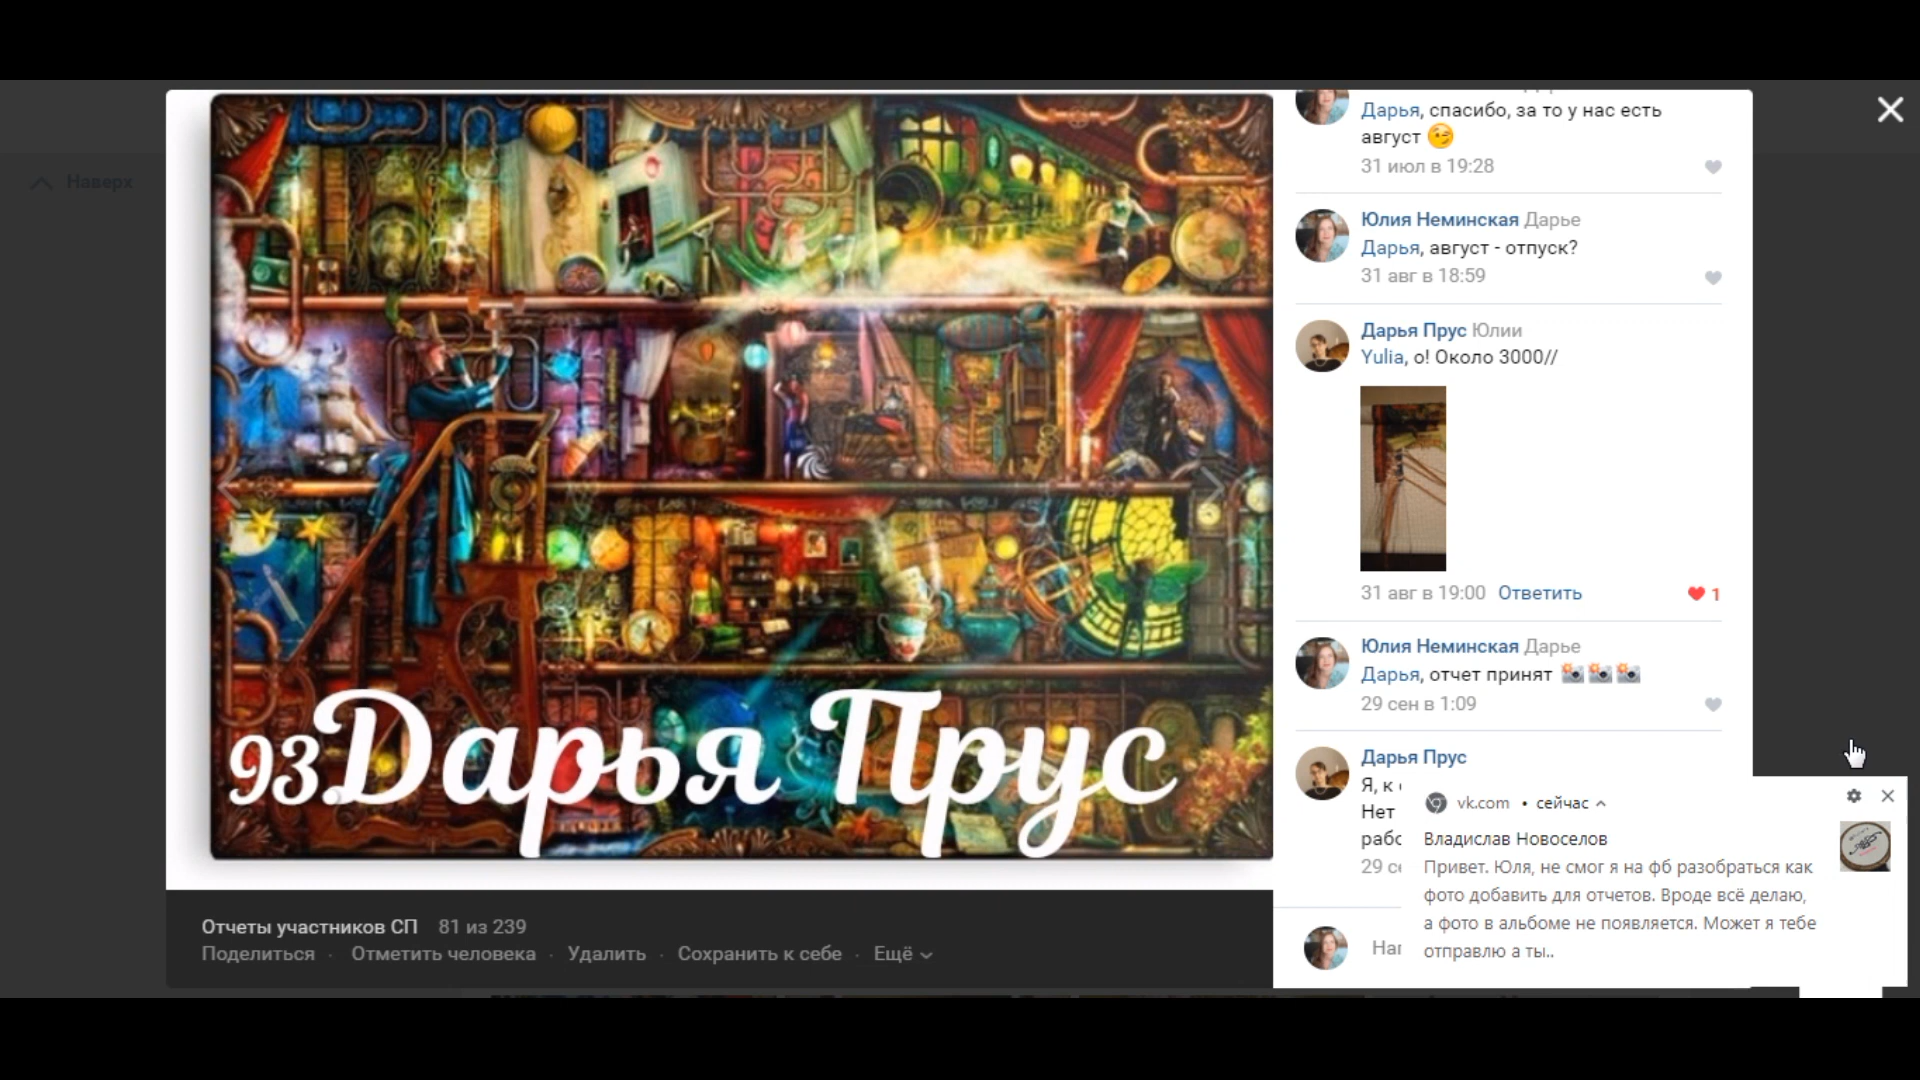 Наверх
93.Дарья Прус
Отчеты участников СП 81 из 239
Поделиться · Отметить человека · Удалить · Сохранить к себе · Ещё
Дарья, спасибо, за то у нас есть
август
31 июл в 19:28
Юлия Неминская Дарье
Дарья, август - отпуск?
31 авг в 18:59
Дарья Прус Юлии
Yulia, о! Около 3000//
31 авг в 19:00 Ответить
1
Юлия Неминская Дарье
Дарья, отчет принят
29 сен в 1:09
Дарья Прус
Я, к
Нет
vk.com • сейчас
Владислав Новоселов
Привет. Юля, не смог я на фб разобраться как
фото добавить для отчетов. Вроде всё делаю,
а фото в альбоме не появляется. Может я тебе
отправлю а ты..